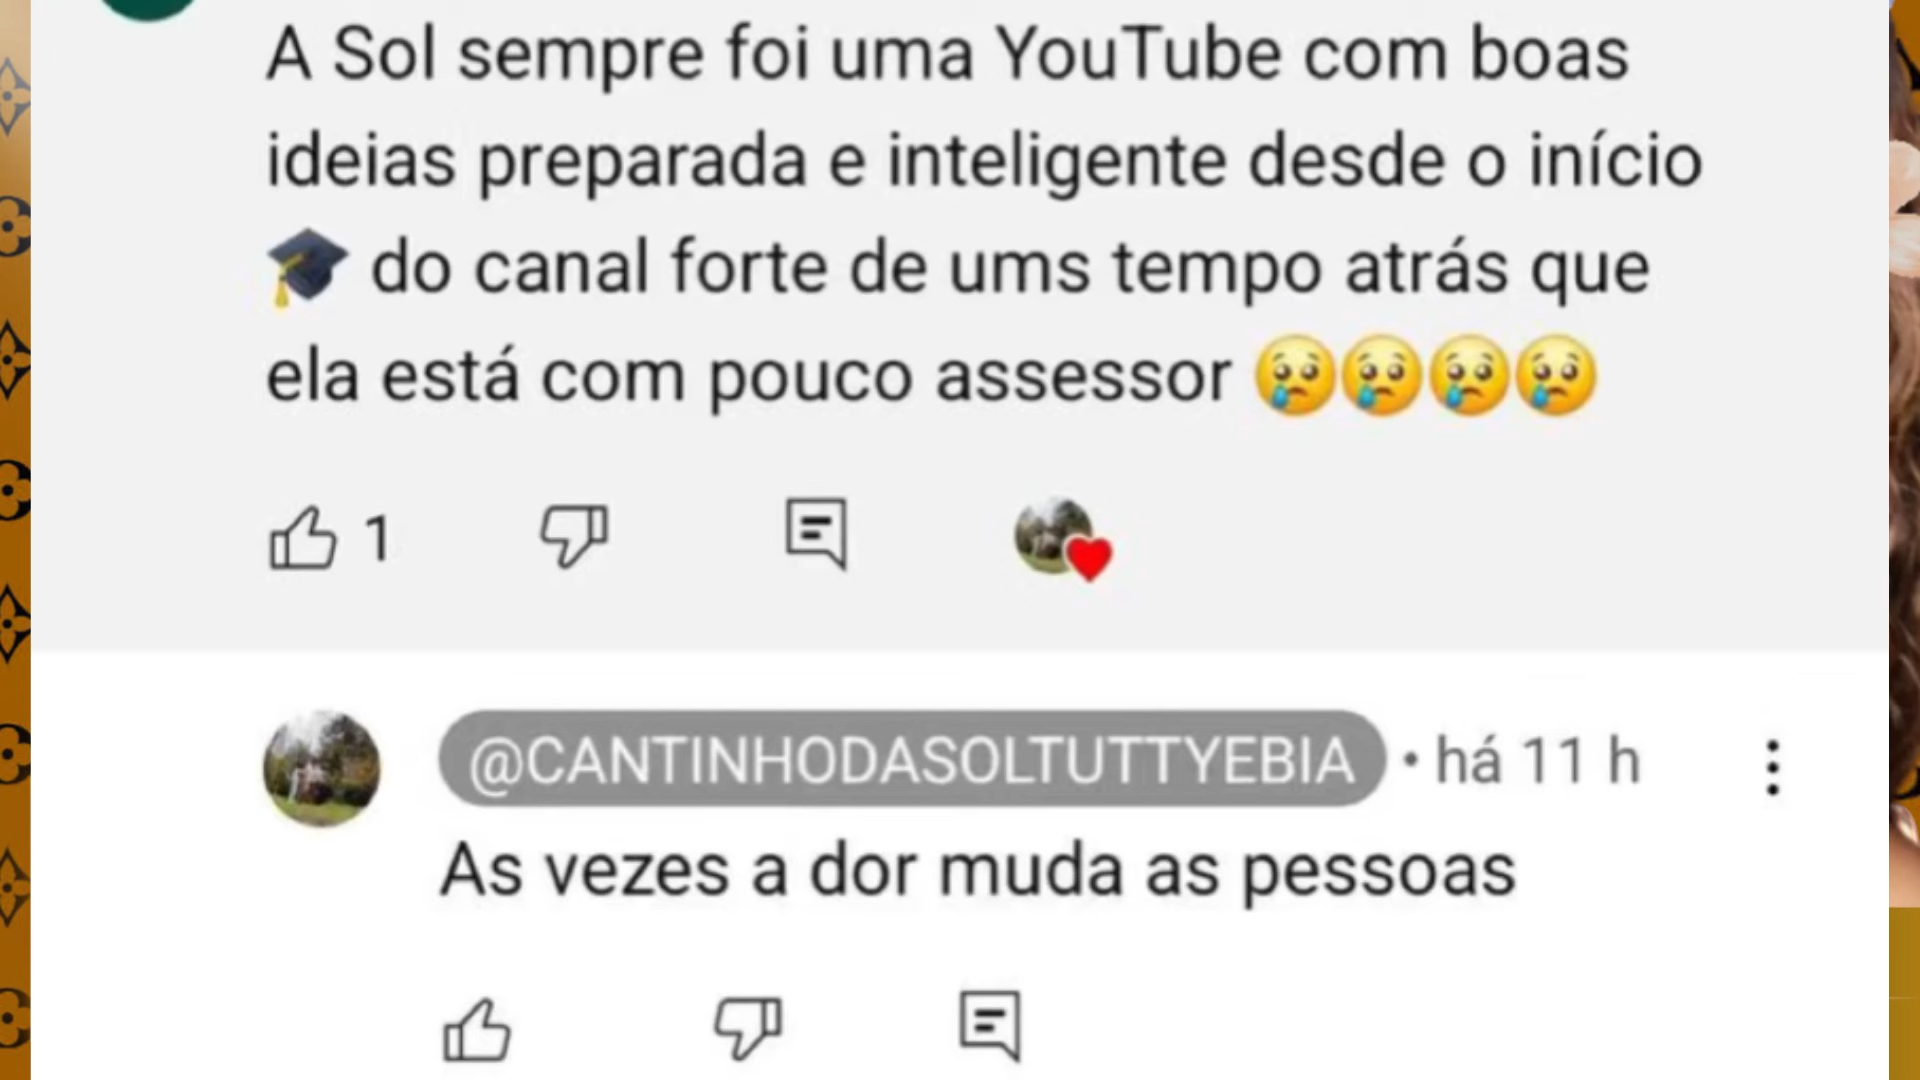 A Sol sempre foi uma YouTube com boas
ideias preparada e inteligente desde o início
🎓 do canal forte de ums tempo atrás que
ela está com pouco assessor 😢😢😢😢
1
@CANTINHODASOLTUTTYEBIA • há 11 h
As vezes a dor muda as pessoas